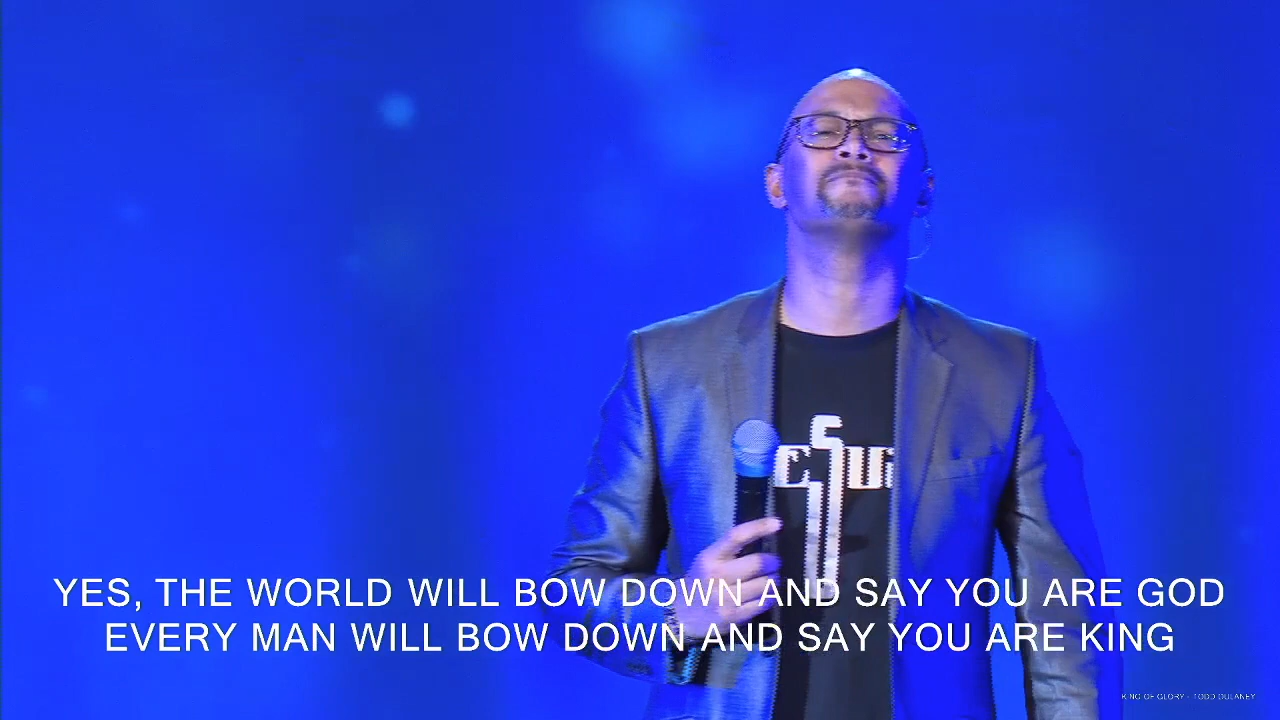 YES, THE WORLD WILL BOW DOWN AND SAY YOU ARE GOD
EVERY MAN WILL BOW DOWN AND SAY YOU ARE KING
KING OF GLORY - TODD DULANEY